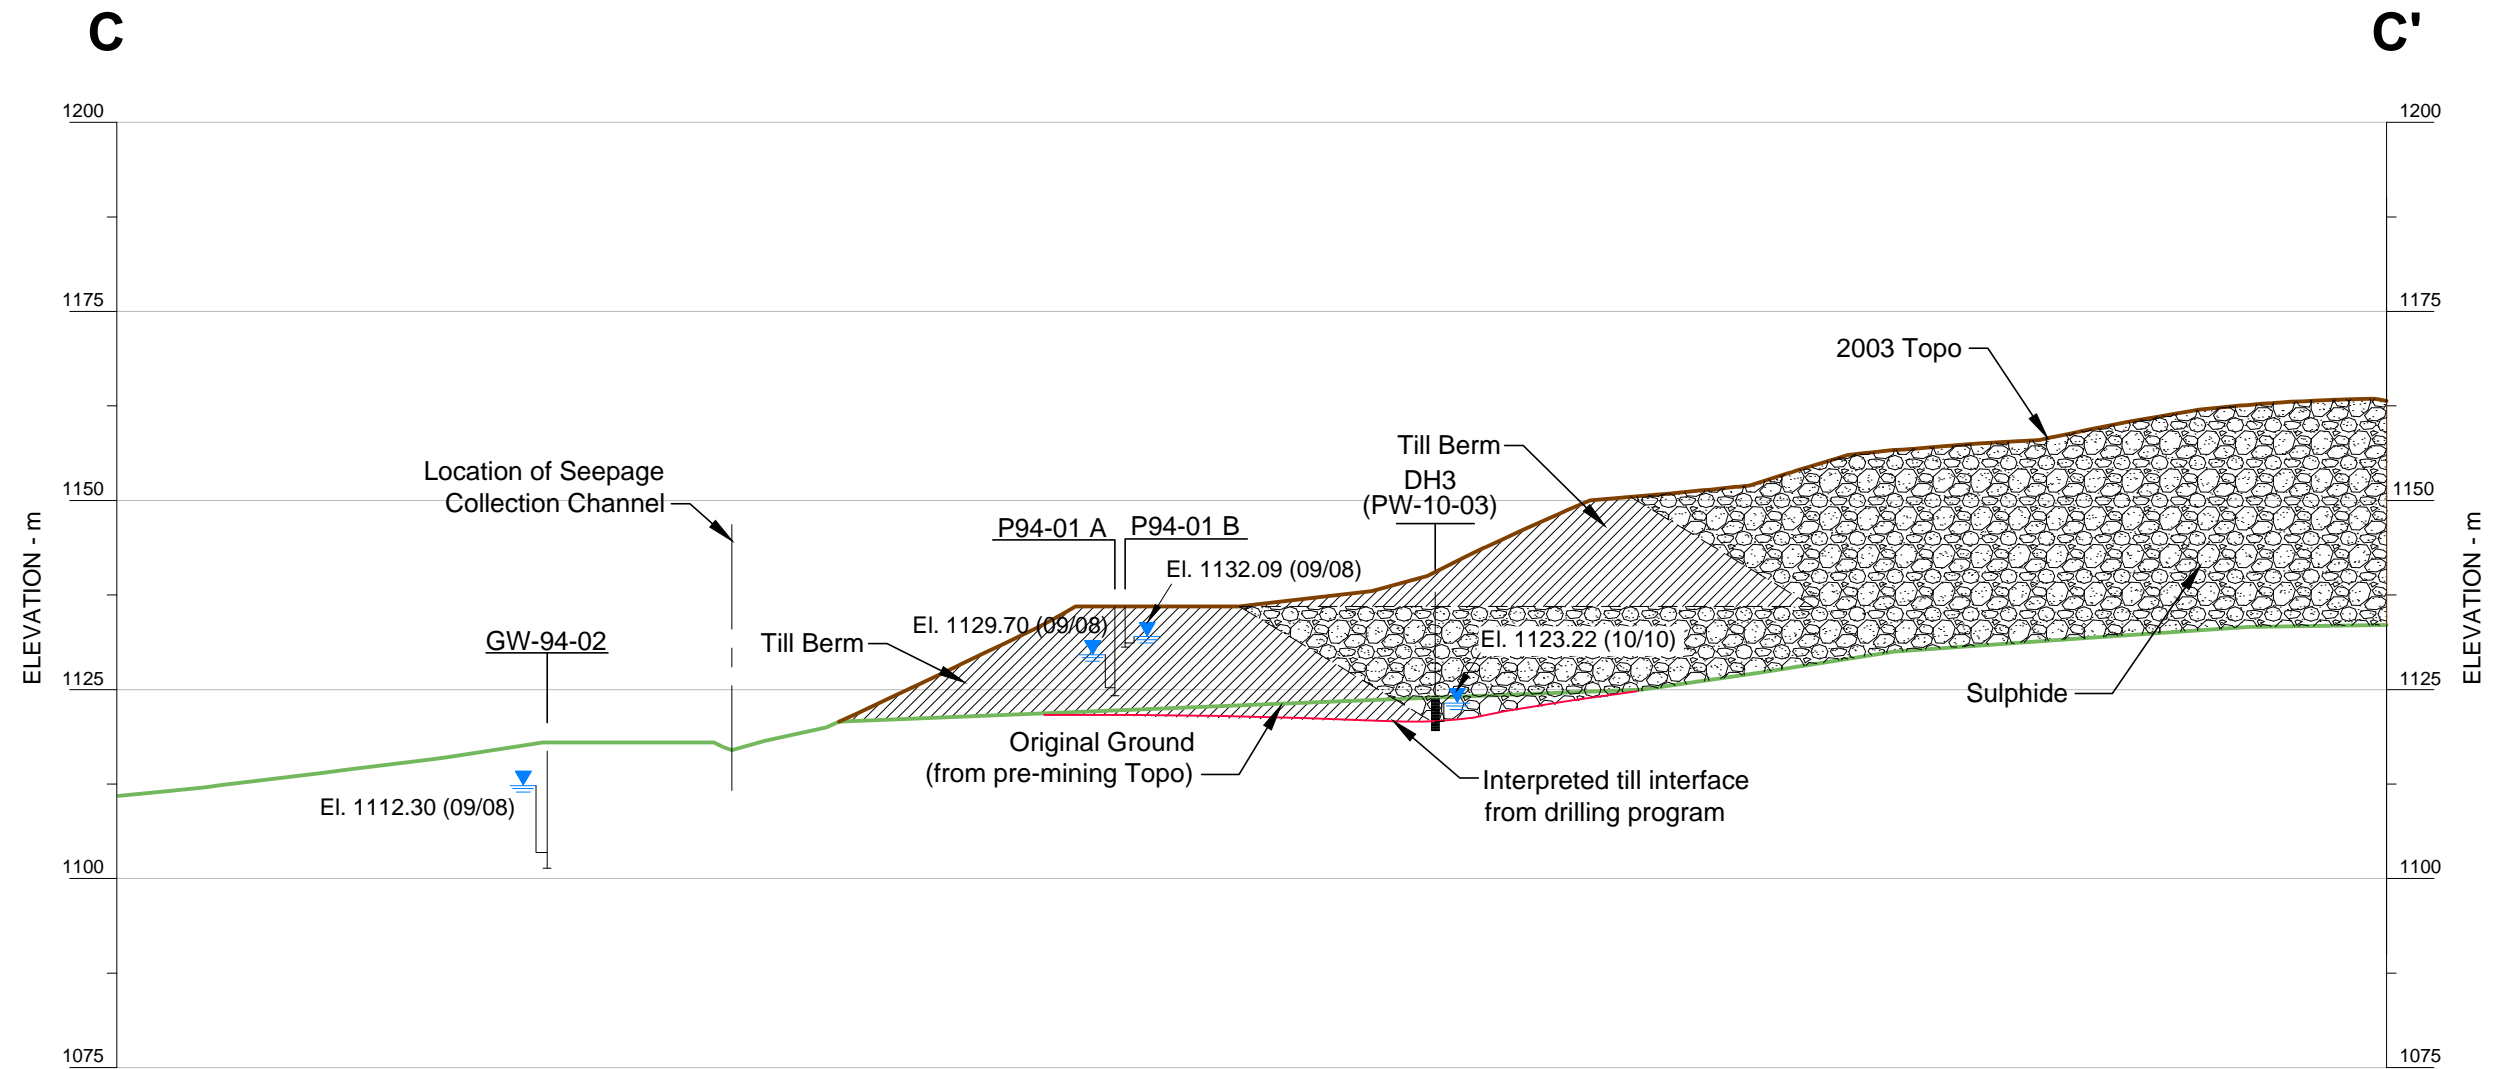 C
C'
1200
1200
1175
1175
2003 Topo
Till Berm
Location of Seepage
Collection Channel
DH3
(PW-10-03)
1150
1150
P94-01 A
P94-01 B
El. 1132.09 (09/08)
El. 1129.70 (09/08)
El. 1123.22 (10/10)
GW-94-02
Till Berm
ELEVATION - m
ELEVATION - m
1125
1125
Sulphide
Original Ground
(from pre-mining Topo)
Interpreted till interface
from drilling program
El. 1112.30 (09/08)
1100
1100
1075
1075